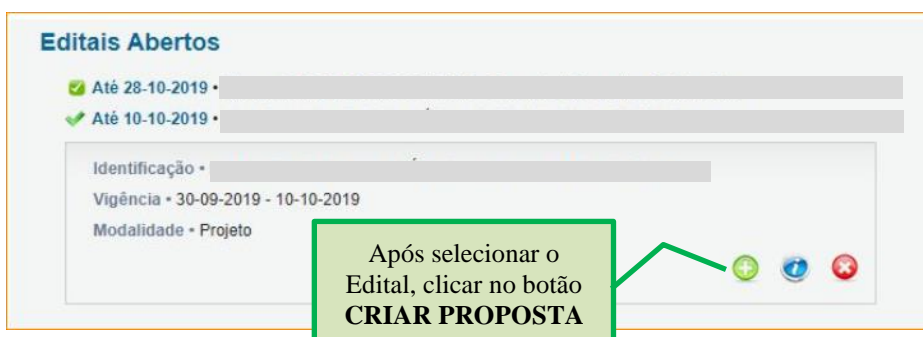 Editais Abertos
Até 28-10-2019 •
Até 10-10-2019 •
Identificação •
Vigência • 30-09-2019 - 10-10-2019
Modalidade • Projeto
Após selecionar o
Edital, clicar no botão
CRIAR PROPOSTA